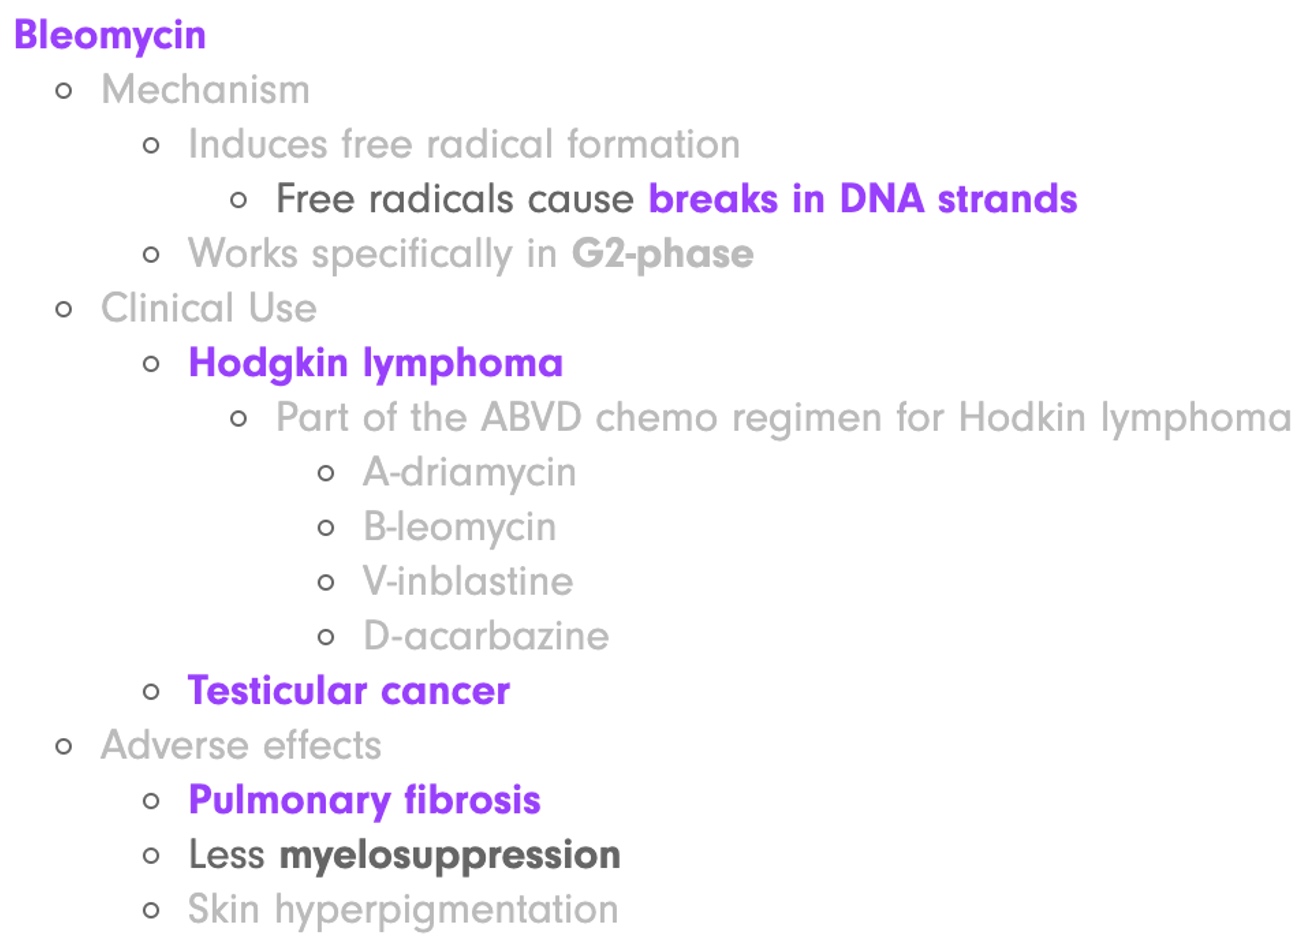 Bleomycin
Mechanism
Induces free radical formation
Free radicals cause breaks in DNA strands
Works specifically in G2-phase
Clinical Use
Hodgkin lymphoma
Part of the ABVD chemo regimen for Hodkin lymphoma
A-driamycin
B-leomycin
V-inblastine
D-acarbazine
Testicular cancer
Adverse effects
Pulmonary fibrosis
Less myelosuppression
Skin hyperpigmentation